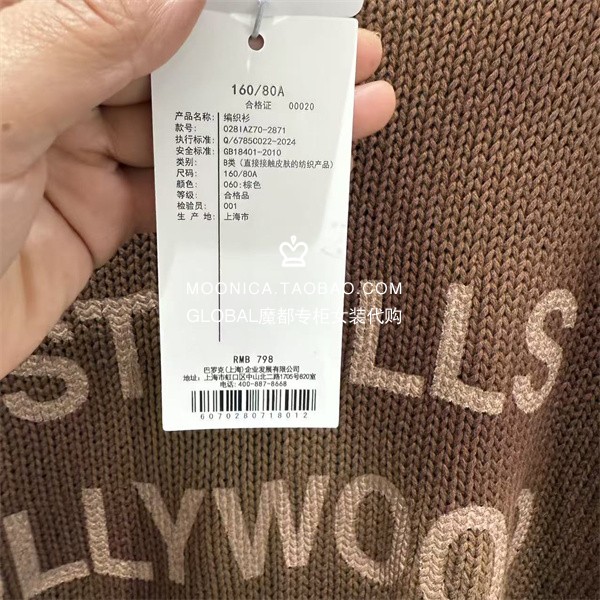 160/80A
合格证 00020
产品名称: 编织衫
款号: 028IAZ70-2871
执行标准: Q/6785C022-2024
安全标准: GB18401-2010
类别: B类(直接接触皮肤的纺织产品)
尺码: 160/80A
颜色: 060:棕色
等级: 合格品
检验员: 001
生 产 地: 上海市
MOONICA.TAOBAO.COM
GLOBAL魔都专柜女装代购
ST
LLS
RMB 798
巴罗克(上海)企业发展有限公司
地址: 上海市虹口区中山北二路1705号820室
电话: 400-887-8668
6070280718012
LLYWOO